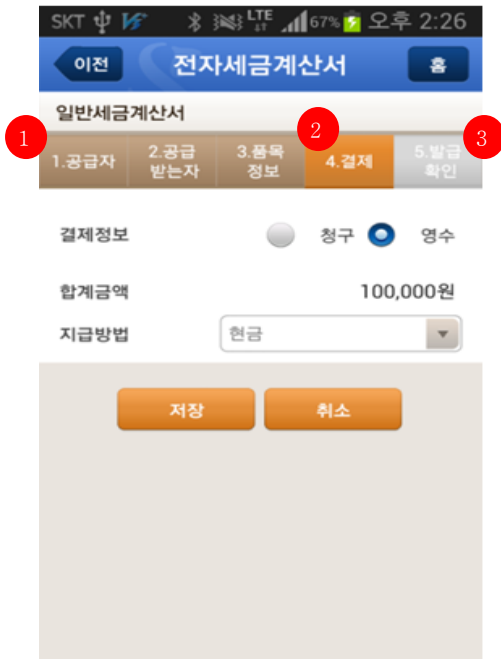 SKT LTE 67% 오후 2:26
이전 전자세금계산서 홈
일반세금계산서
1 2 3
1.공급자 2.공급 받는자 3.품목 정보 4.결제 5.발급 확인
결제정보 청구 영수
합계금액 100,000원
지급방법 현금
저장 취소